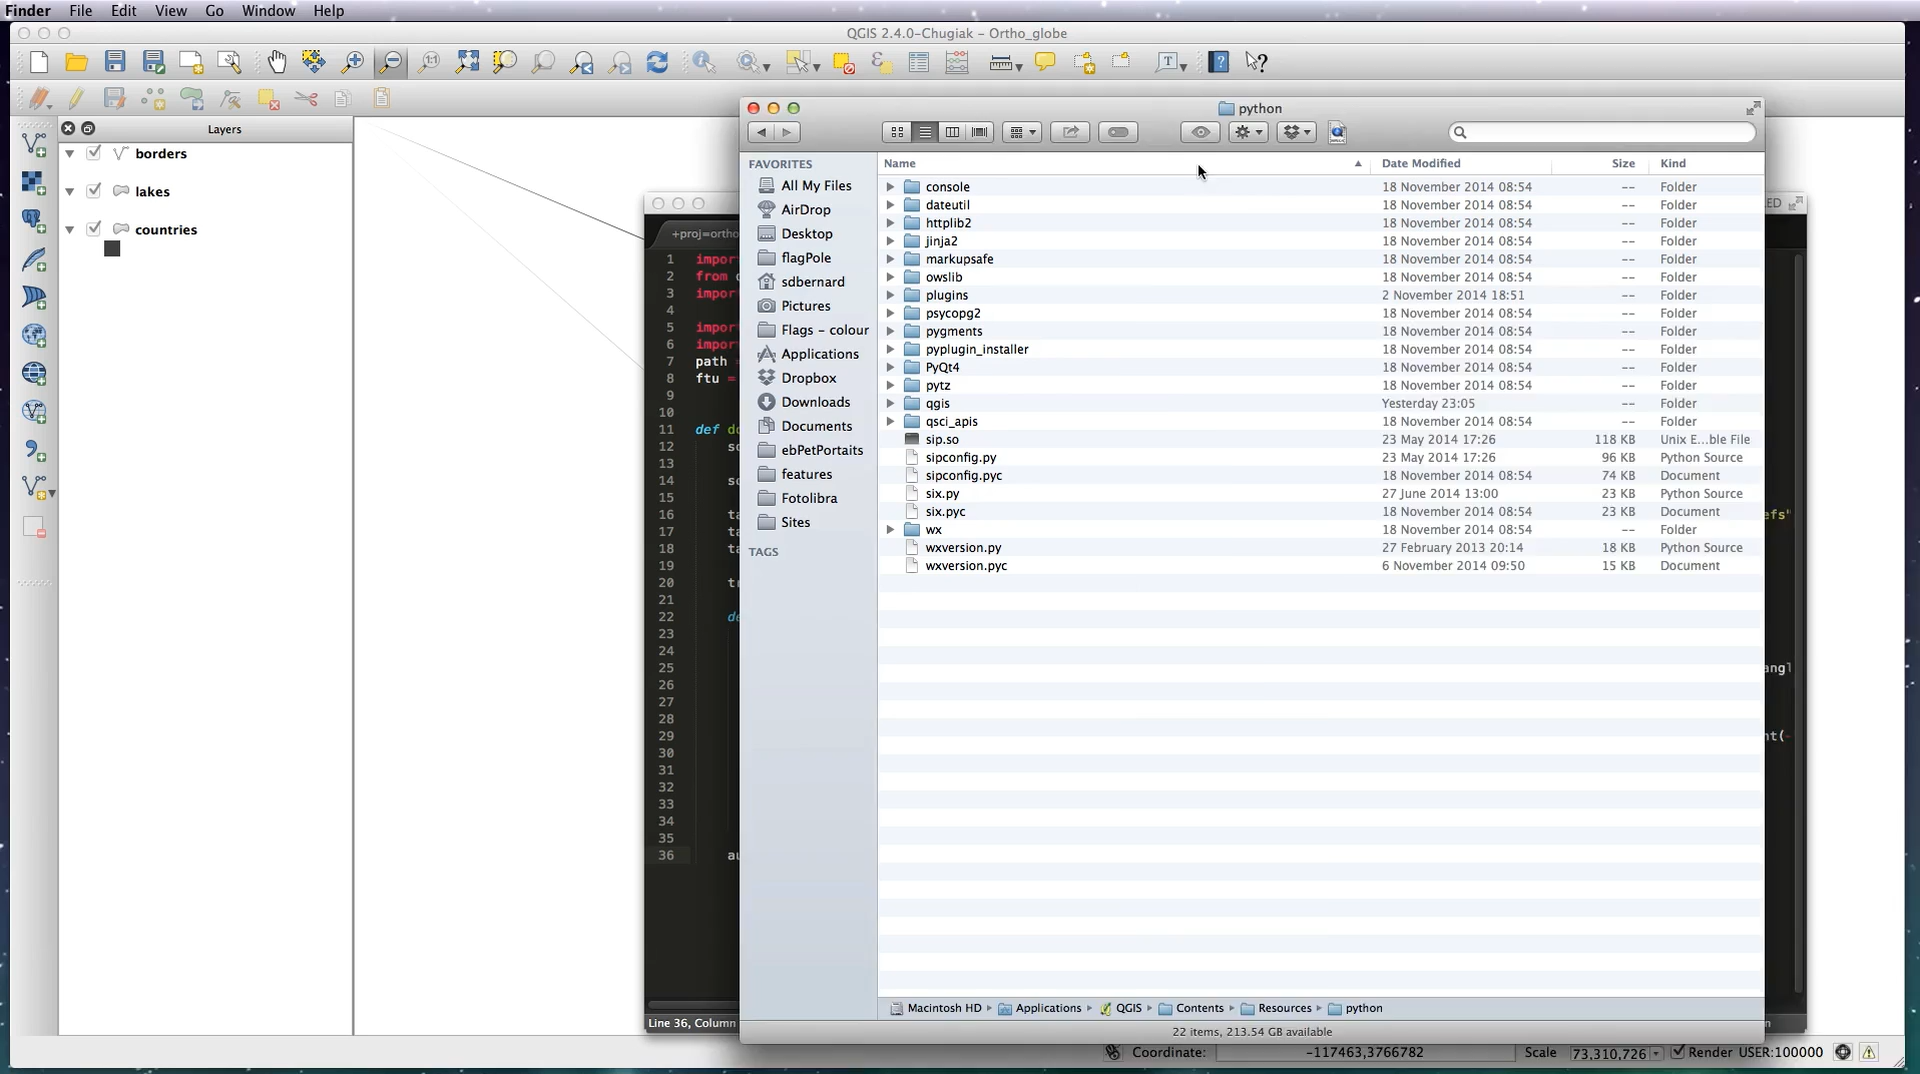 Finder File Edit View Go Window Help
QGIS 2.4.0-Chugiak - Ortho_globe
Layers
borders
lakes
countries
+proj=ortho
1 impor
2 from
3 impor
4
5 impor
6 impor
7 path
8 ftu =
9
10
11 def
12
13
14
15
16
17
18
19
20
21
22
23
24
25
26
27
28
29
30
31
32
33
34
35
36
efs"
angl
nt(-
Line 36, Column
python
FAVORITES
All My Files
AirDrop
Desktop
flagPole
sdbernard
Pictures
Flags - colour
Applications
Dropbox
Downloads
Documents
ebPetPortaits
features
Fotolibra
Sites
TAGS
Name Date Modified Size Kind
console 18 November 2014 08:54 -- Folder
dateutil 18 November 2014 08:54 -- Folder
httplib2 18 November 2014 08:54 -- Folder
jinja2 18 November 2014 08:54 -- Folder
markupsafe 18 November 2014 08:54 -- Folder
owslib 18 November 2014 08:54 -- Folder
plugins 2 November 2014 18:51 -- Folder
psycopg2 18 November 2014 08:54 -- Folder
pygments 18 November 2014 08:54 -- Folder
pyplugin_installer 18 November 2014 08:54 -- Folder
PyQt4 18 November 2014 08:54 -- Folder
pytz 18 November 2014 08:54 -- Folder
qgis Yesterday 23:05 -- Folder
qsci_apis 18 November 2014 08:54 -- Folder
sip.so 23 May 2014 17:26 118 KB Unix E...ble File
sipconfig.py 23 May 2014 17:26 96 KB Python Source
sipconfig.pyc 18 November 2014 08:54 74 KB Document
six.py 27 June 2014 13:00 23 KB Python Source
six.pyc 18 November 2014 08:54 23 KB Document
wx 18 November 2014 08:54 -- Folder
wxversion.py 27 February 2013 20:14 18 KB Python Source
wxversion.pyc 6 November 2014 09:50 15 KB Document
Macintosh HD Applications QGIS Contents Resources python
22 items, 213.54 GB available
Coordinate: -117463,3766782 Scale 73,310,726 Render USER:100000